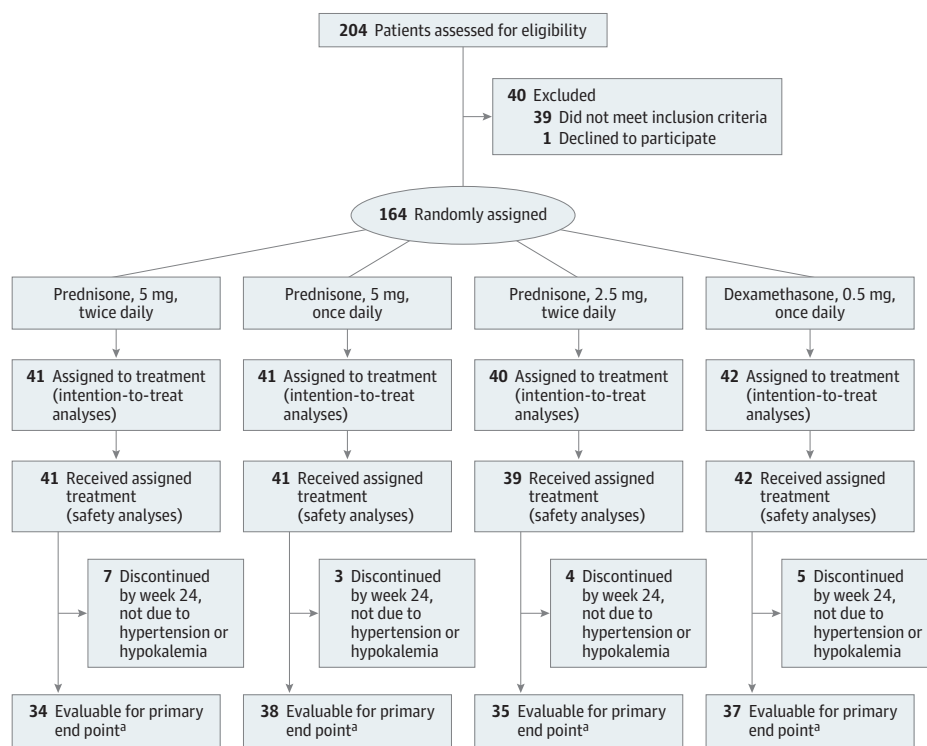 204 Patients assessed for eligibility
40 Excluded
39 Did not meet inclusion criteria
1 Declined to participate
164 Randomly assigned
Prednisone, 5 mg,
twice daily
41 Assigned to treatment
(intention-to-treat
analyses)
41 Received assigned
treatment
(safety analyses)
7 Discontinued
by week 24,
not due to
hypertension or
hypokalemia
34 Evaluable for primary
end pointa
Prednisone, 5 mg,
once daily
41 Assigned to treatment
(intention-to-treat
analyses)
41 Received assigned
treatment
(safety analyses)
3 Discontinued
by week 24,
not due to
hypertension or
hypokalemia
38 Evaluable for primary
end pointa
Prednisone, 2.5 mg,
twice daily
40 Assigned to treatment
(intention-to-treat
analyses)
39 Received assigned
treatment
(safety analyses)
4 Discontinued
by week 24,
not due to
hypertension or
hypokalemia
35 Evaluable for primary
end pointa
Dexamethasone, 0.5 mg,
once daily
42 Assigned to treatment
(intention-to-treat
analyses)
42 Received assigned
treatment
(safety analyses)
5 Discontinued
by week 24,
not due to
hypertension or
hypokalemia
37 Evaluable for primary
end pointa